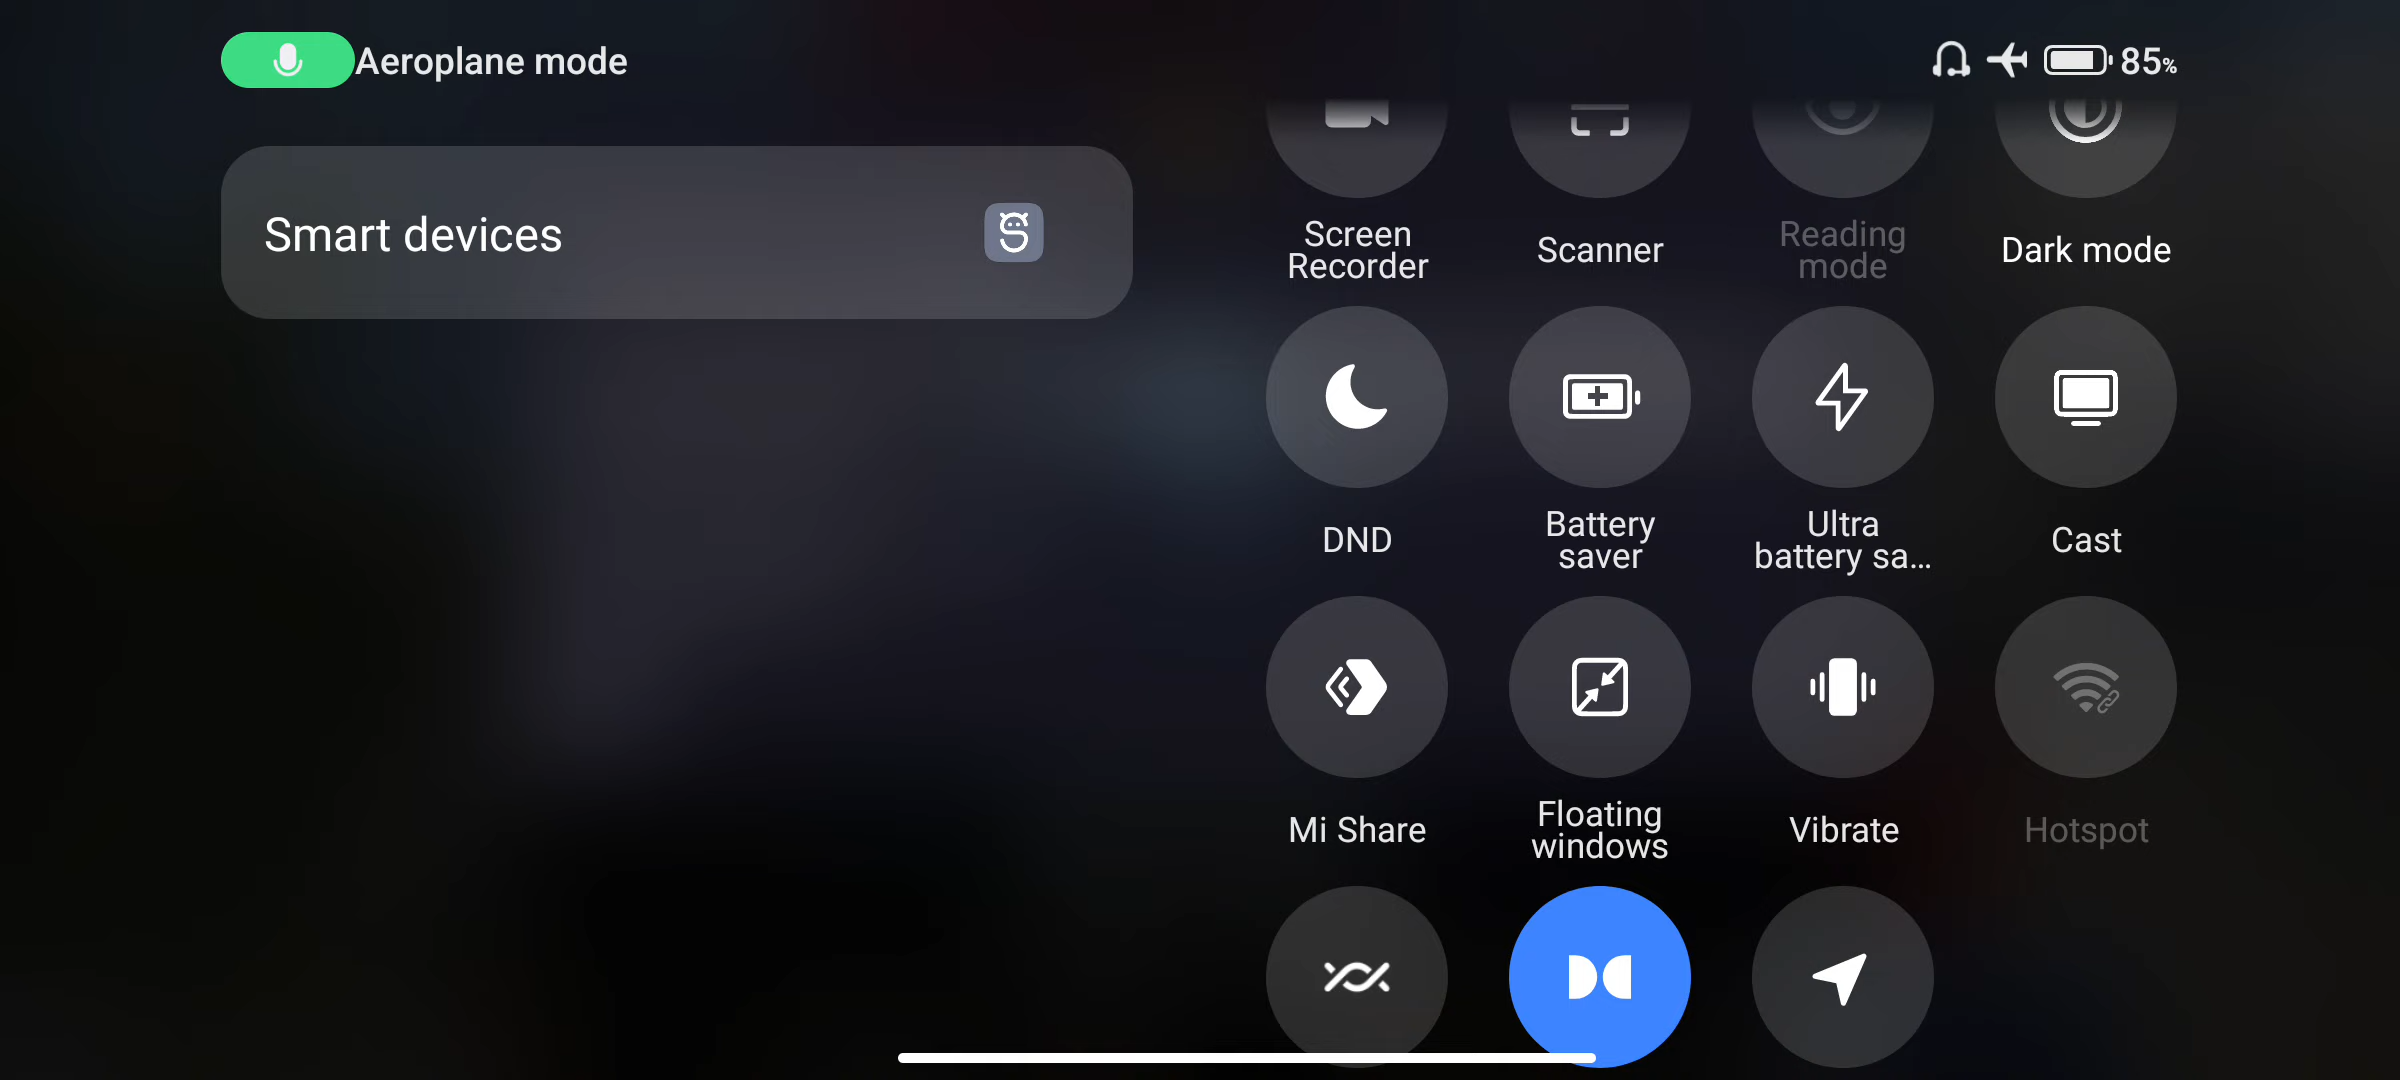 Aeroplane mode
85%
Smart devices
Screen
Recorder
Scanner
Reading
mode
Dark mode
DND
Battery
saver
Ultra
battery sa...
Cast
Mi Share
Floating
windows
Vibrate
Hotspot